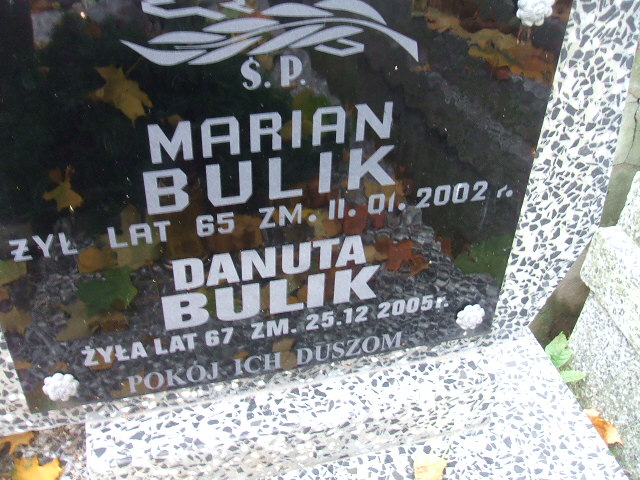 Ś.P.
MARIAN
BULIK
ŻYŁ LAT 65 ZM. 11.01.2002 r.
DANUTA
BULIK
ŻYŁA LAT 67 ZM. 25.12 2005r.
POKÓJ ICH DUSZOM